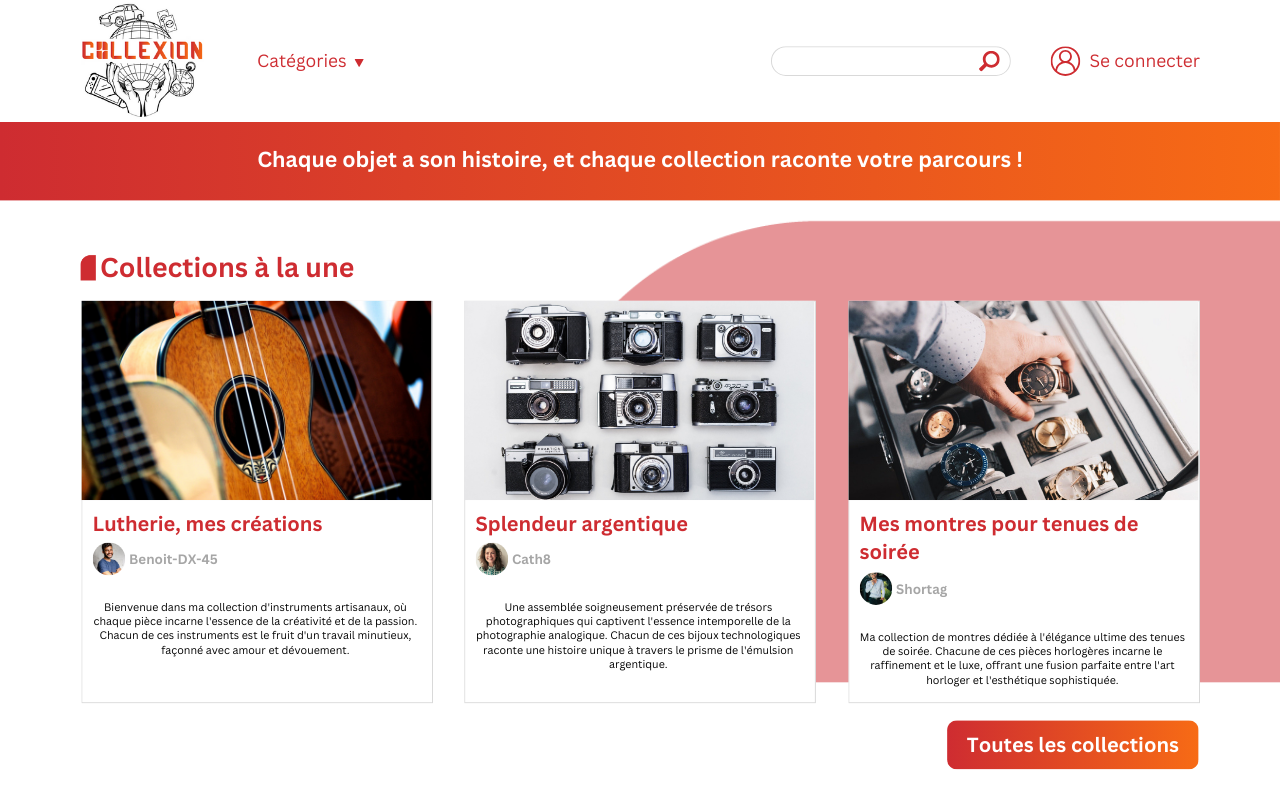 COLLEXION
Catégories ▼
Se connecter
Chaque objet a son histoire, et chaque collection raconte votre parcours !
Collections à la une
Lutherie, mes créations
Benoit-DX-45
Bienvenue dans ma collection d'instruments artisanaux, où
chaque pièce incarne l'essence de la créativité et de la passion.
Chacun de ces instruments est le fruit d'un travail minutieux,
façonné avec amour et dévouement.
Splendeur argentique
Cath8
Une assemblée soigneusement préservée de trésors
photographiques qui captivent l'essence intemporelle de la
photographie analogique. Chacun de ces bijoux technologiques
raconte une histoire unique à travers le prisme de l'émulsion
argentique.
Mes montres pour tenues de
soirée
Shortag
Ma collection de montres dédiée à l'élégance ultime des tenues
de soirée. Chacune de ces pièces horlogères incarne le
raffinement et le luxe, offrant une fusion parfaite entre l'art
horloger et l'esthétique sophistiquée.
Toutes les collections